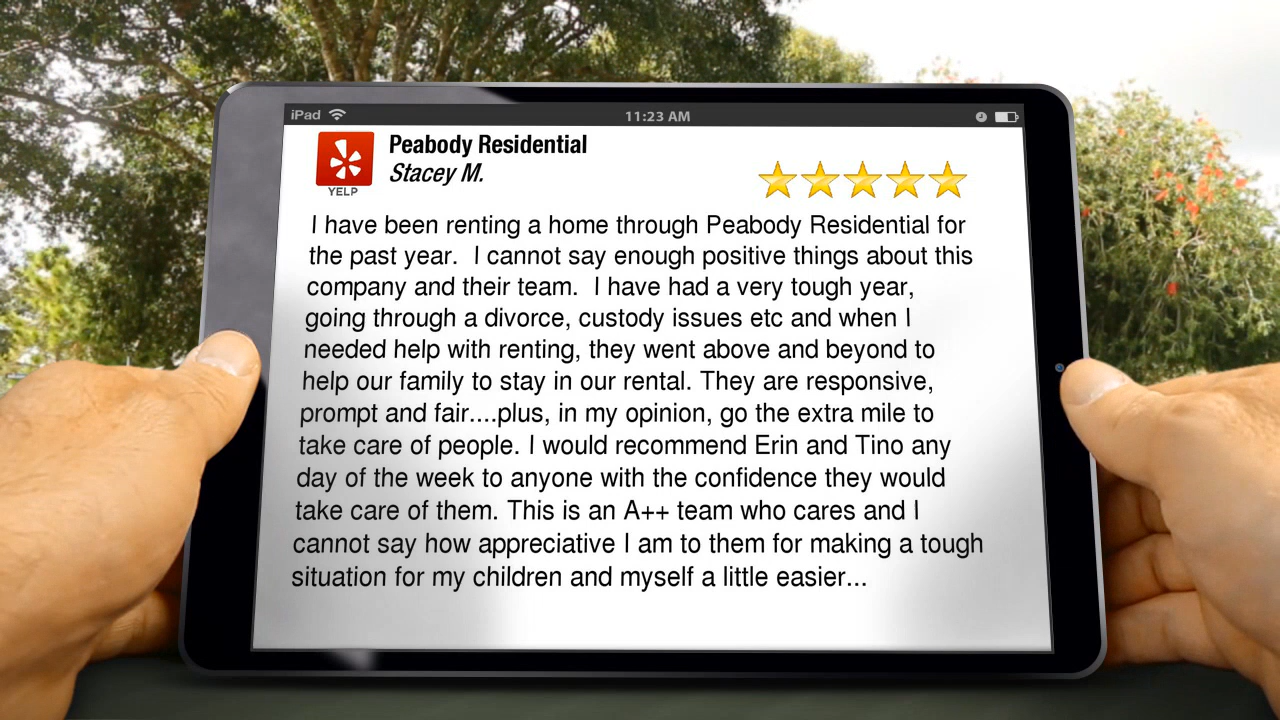 iPad 11:23 AM
Peabody Residential
Stacey M.
YELP
I have been renting a home through Peabody Residential for
the past year.  I cannot say enough positive things about this
company and their team.  I have had a very tough year,
going through a divorce, custody issues etc and when I
needed help with renting, they went above and beyond to
help our family to stay in our rental. They are responsive,
prompt and fair....plus, in my opinion, go the extra mile to
take care of people. I would recommend Erin and Tino any
day of the week to anyone with the confidence they would
take care of them. This is an A++ team who cares and I
cannot say how appreciative I am to them for making a tough
situation for my children and myself a little easier...